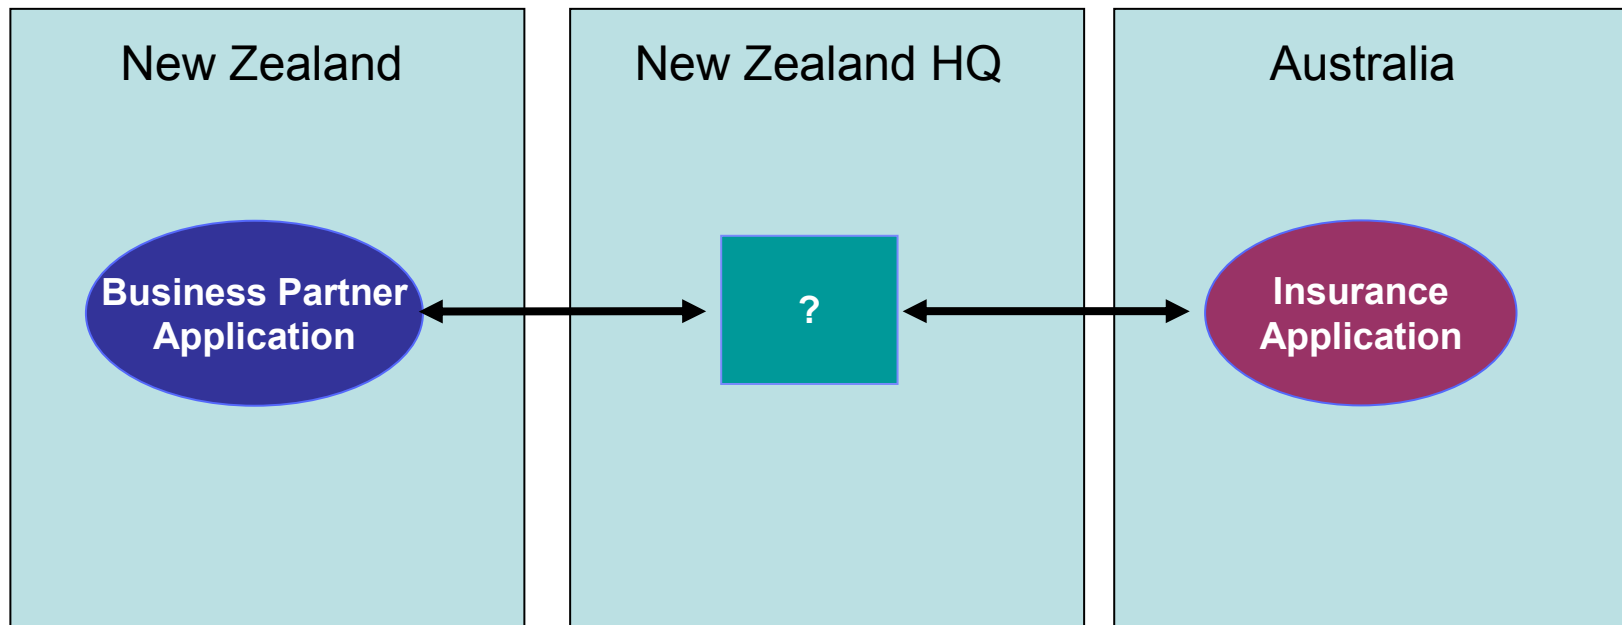 New Zealand
New Zealand HQ
Australia
Business Partner
Application
?
Insurance
Application